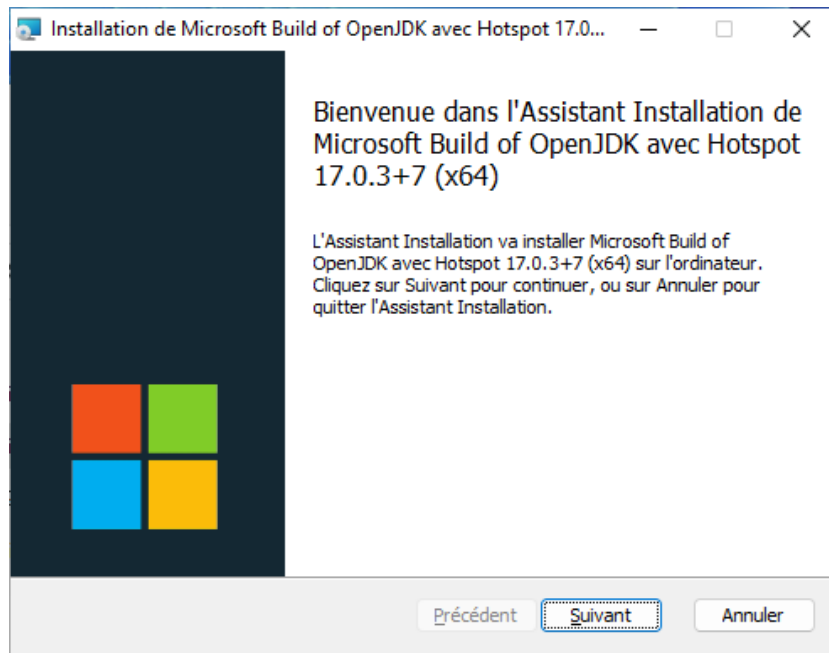 Installation de Microsoft Build of OpenJDK avec Hotspot 17.0...
Bienvenue dans l'Assistant Installation de
Microsoft Build of OpenJDK avec Hotspot
17.0.3+7 (x64)
L'Assistant Installation va installer Microsoft Build of
OpenJDK avec Hotspot 17.0.3+7 (x64) sur l'ordinateur.
Cliquez sur Suivant pour continuer, ou sur Annuler pour
quitter l'Assistant Installation.
Précédent Suivant Annuler